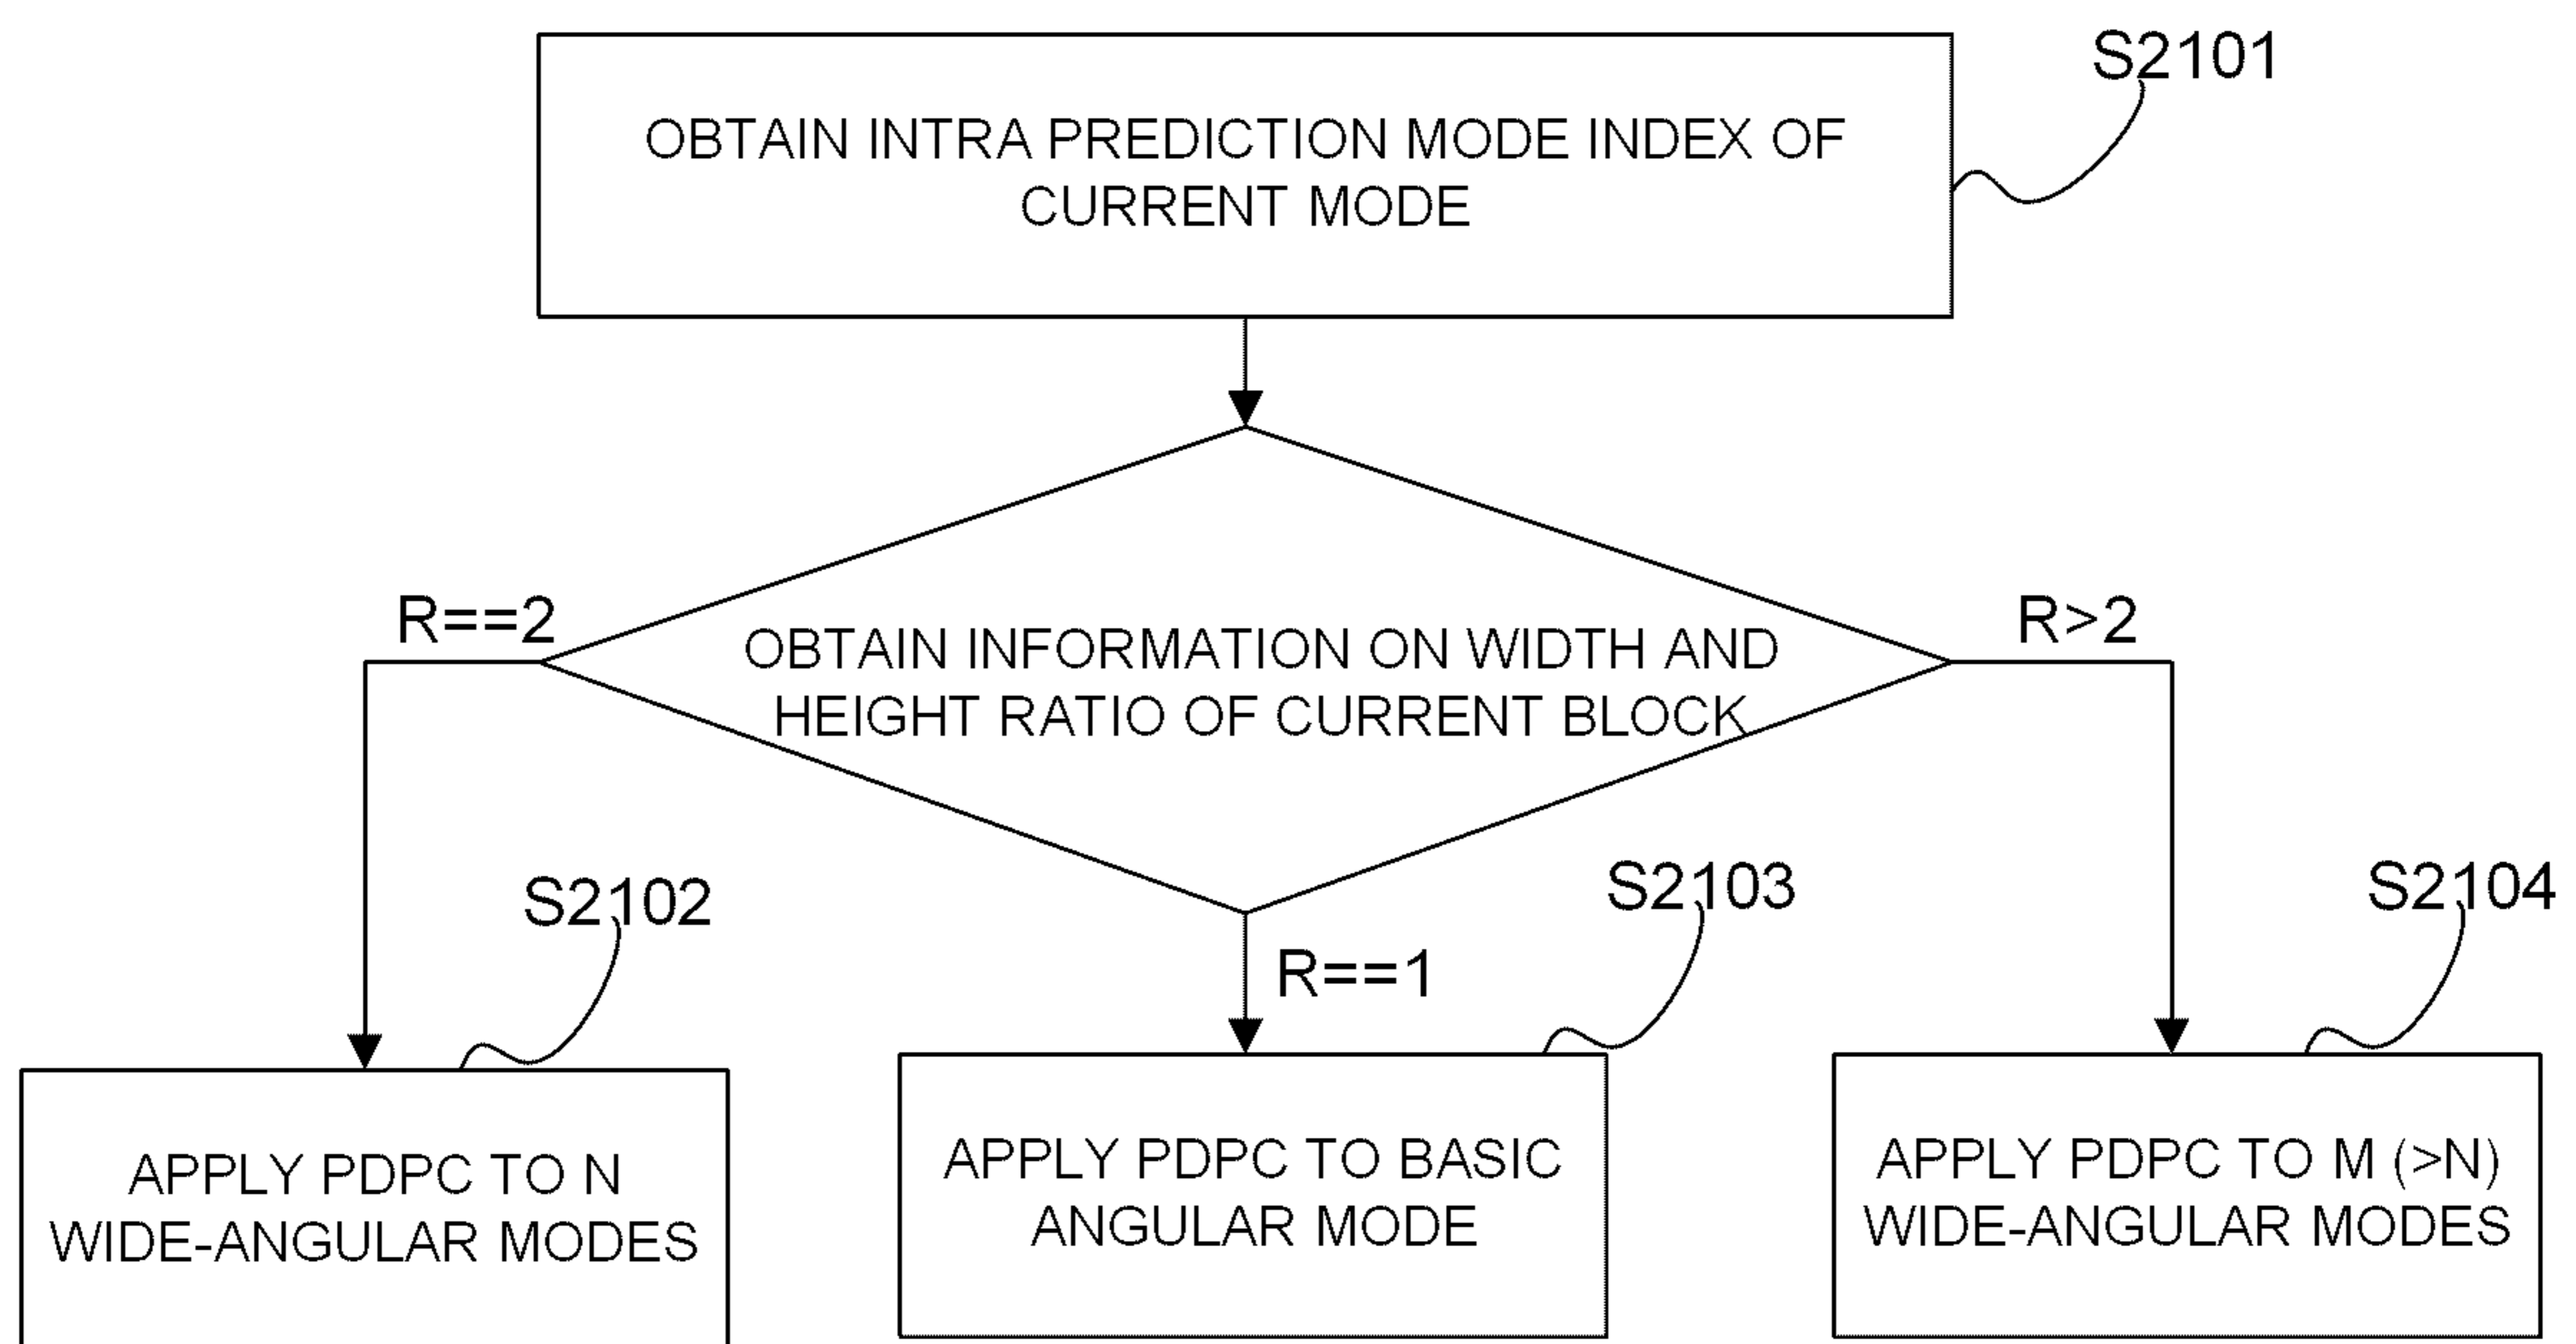 S2101
OBTAIN INTRA PREDICTION MODE INDEX OF
CURRENT MODE
R==2
R>2
OBTAIN INFORMATION ON WIDTH AND
HEIGHT RATIO OF CURRENT BLOCK
S2102
S2103
S2104
R==1
APPLY PDPC TO N
WIDE-ANGULAR MODES
APPLY PDPC TO BASIC
ANGULAR MODE
APPLY PDPC TO M (>N)
WIDE-ANGULAR MODES